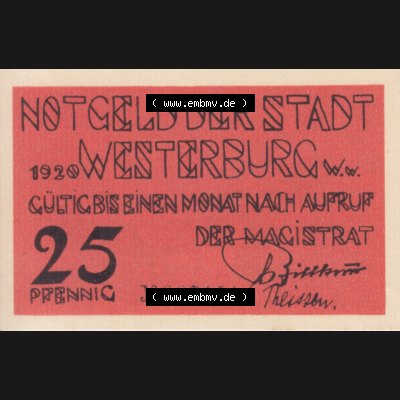 NOTGELD DER STADT
( www.embmv.de )
1920 WESTERBURG W.W.
GÜLTIG BIS EINEN MONAT NACH AUFRUF
DER MAGISTRAT
25
PFENNIG
( www.embmv.de )
Theissen.